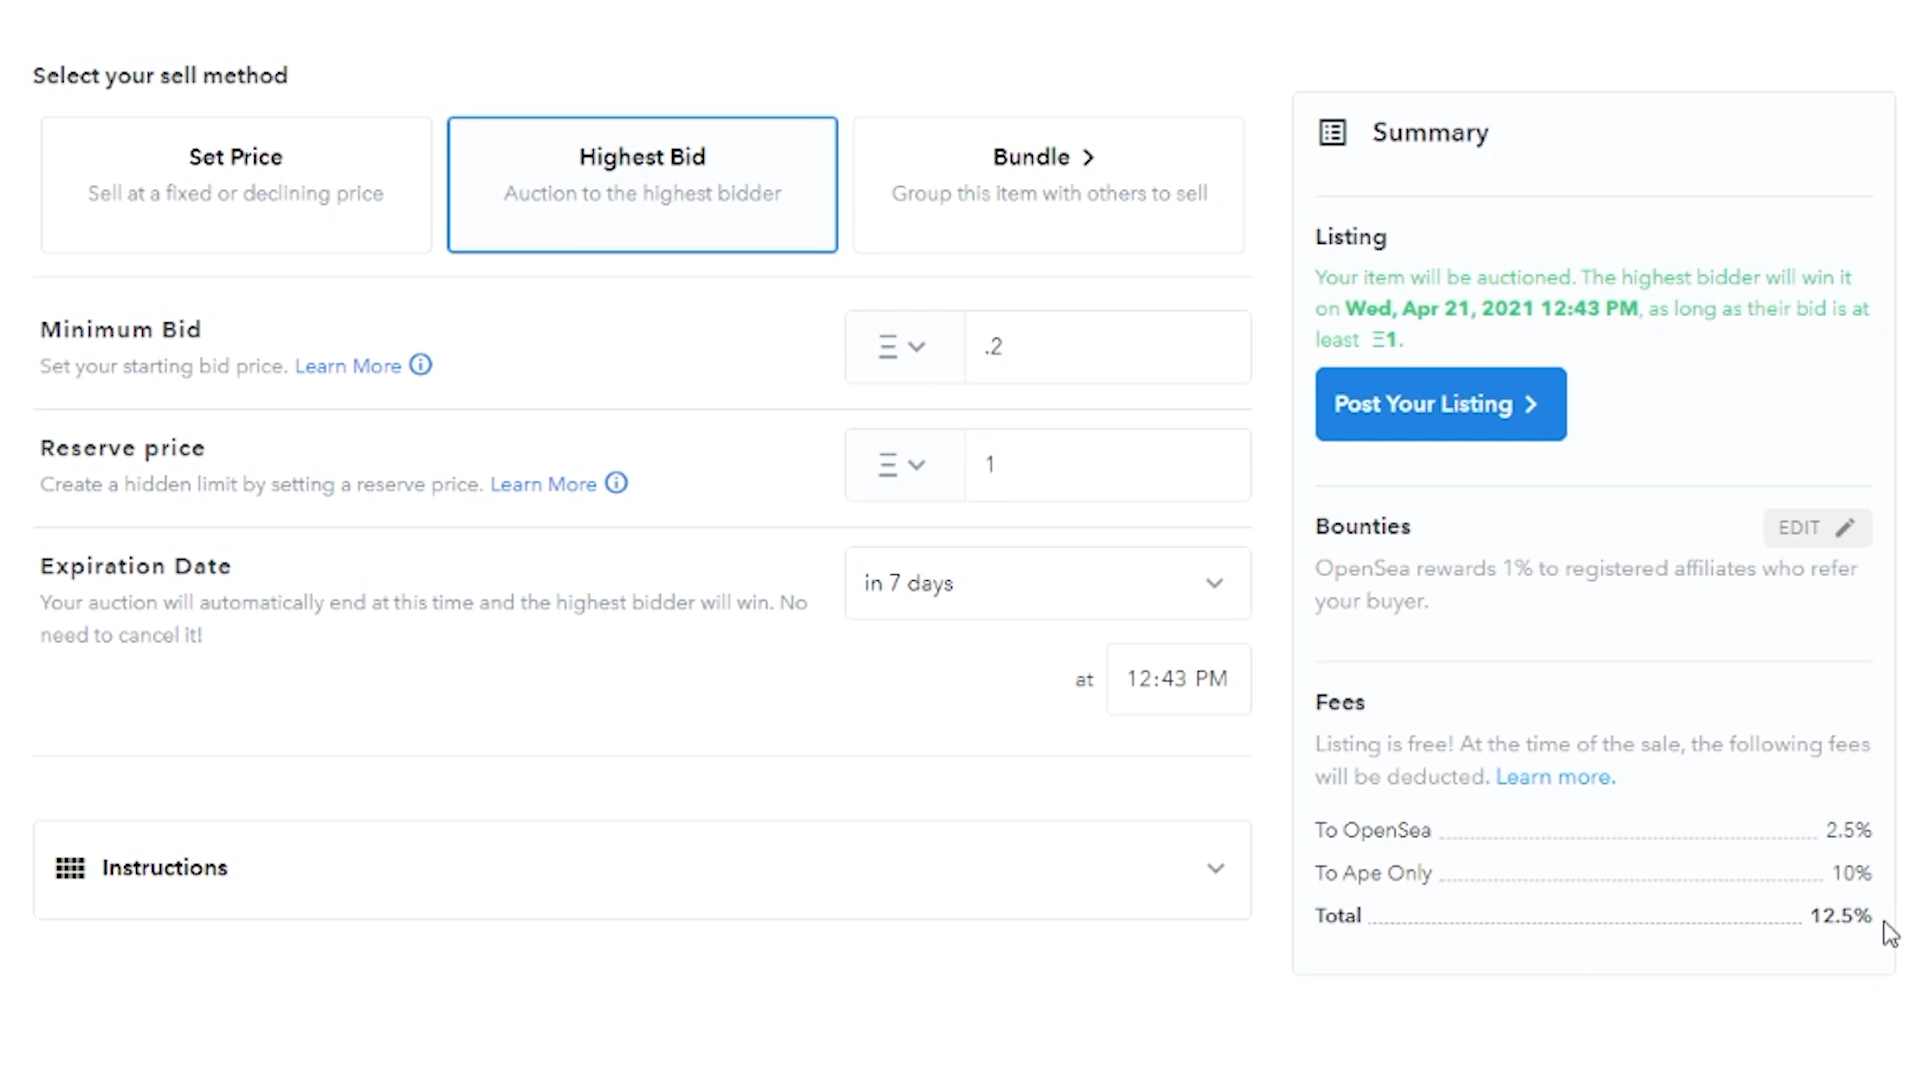 Select your sell method
Set Price
Sell at a fixed or declining price
Highest Bid
Auction to the highest bidder
Bundle >
Group this item with others to sell
Minimum Bid
Set your starting bid price. Learn More
Ξ
.2
Reserve price
Create a hidden limit by setting a reserve price. Learn More
Ξ
1
Expiration Date
Your auction will automatically end at this time and the highest bidder will win. No
need to cancel it!
in 7 days
at
12:43 PM
Instructions
Summary
Listing
Your item will be auctioned. The highest bidder will win it
on Wed, Apr 21, 2021 12:43 PM, as long as their bid is at
least Ξ1.
Post Your Listing >
Bounties
EDIT
OpenSea rewards 1% to registered affiliates who refer
your buyer.
Fees
Listing is free! At the time of the sale, the following fees
will be deducted. Learn more.
To OpenSea 2.5%
To Ape Only 10%
Total 12.5%